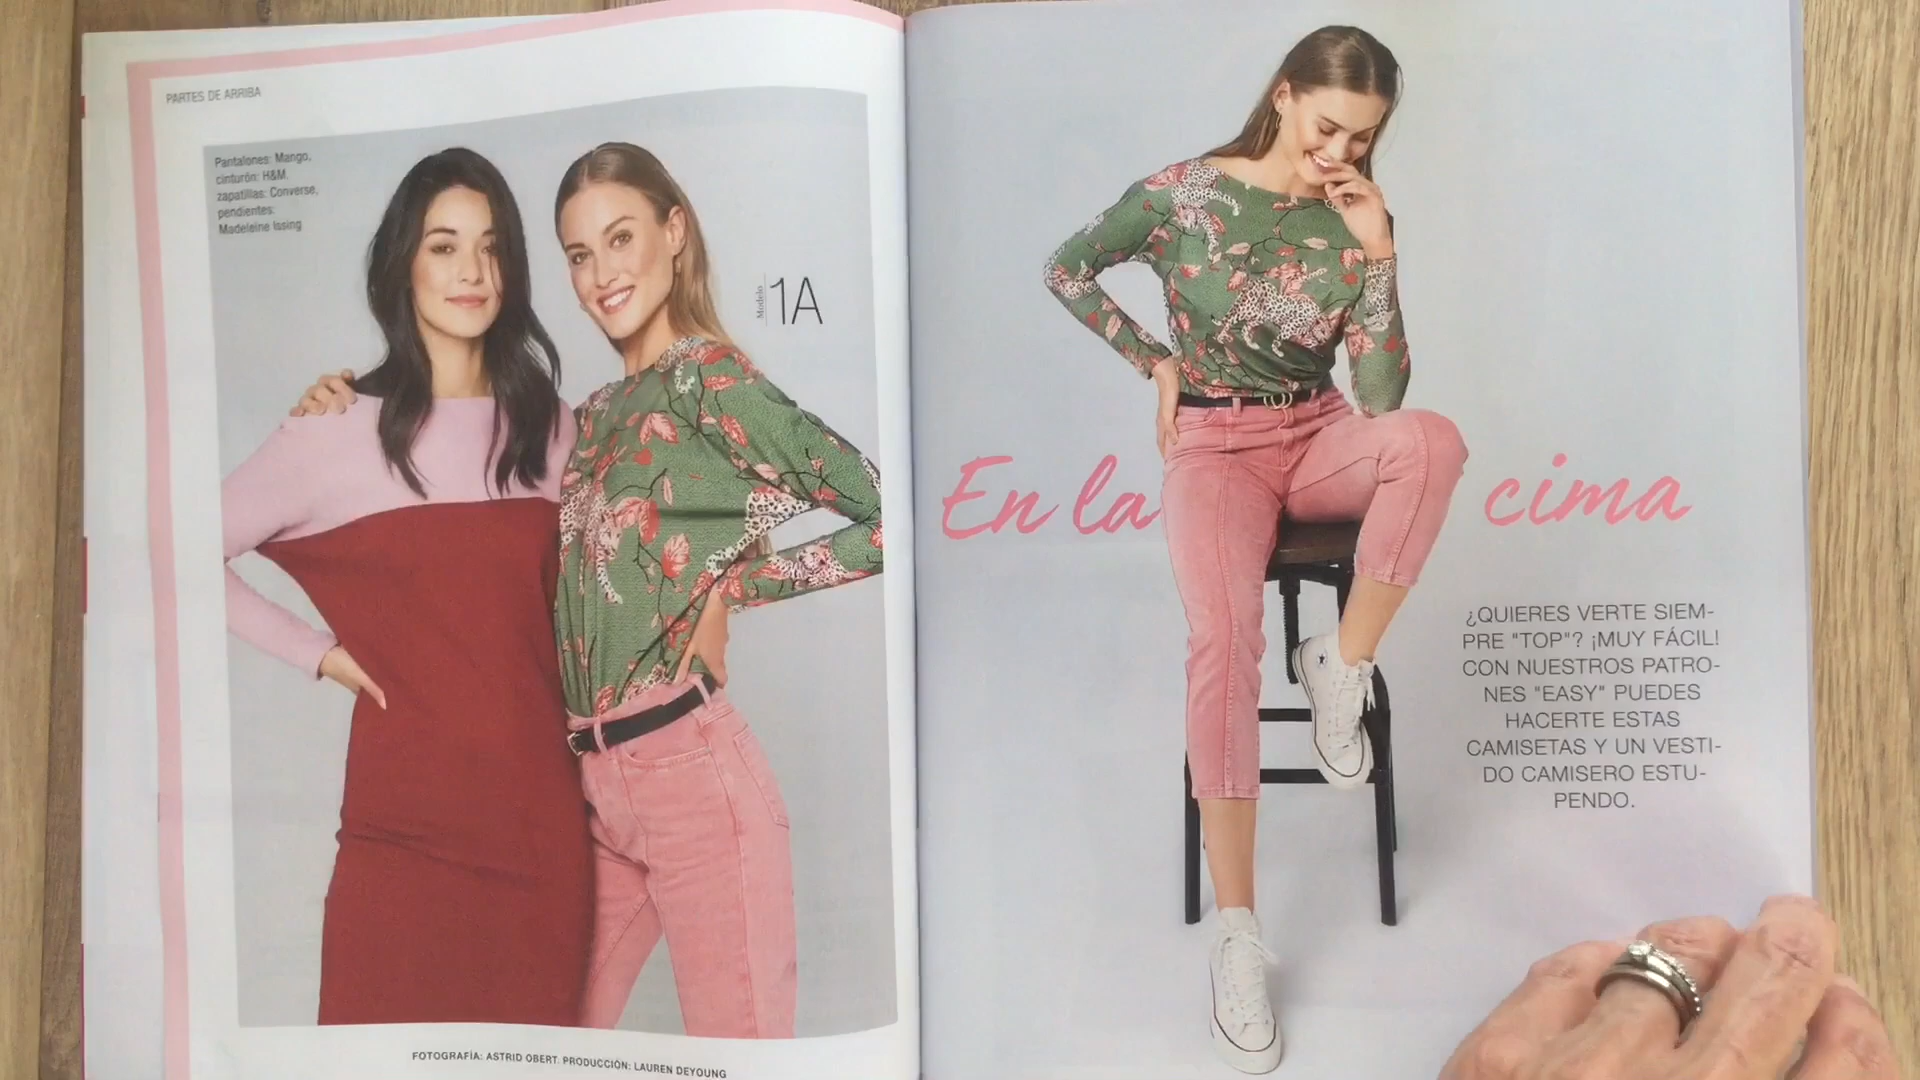 PARTES DE ARRIBA
Pantalones: Mango,
cinturón: H&M,
zapatillas: Converse,
pendientes:
Madeleine Issing
Modelo
1A
FOTOGRAFÍA: ASTRID OBERT. PRODUCCIÓN: LAUREN DEYOUNG
En la cima
¿QUIERES VERTE SIEM-
PRE "TOP"? ¡MUY FÁCIL!
CON NUESTROS PATRO-
NES "EASY" PUEDES
HACERTE ESTAS
CAMISETAS Y UN VESTI-
DO CAMISERO ESTU-
PENDO.